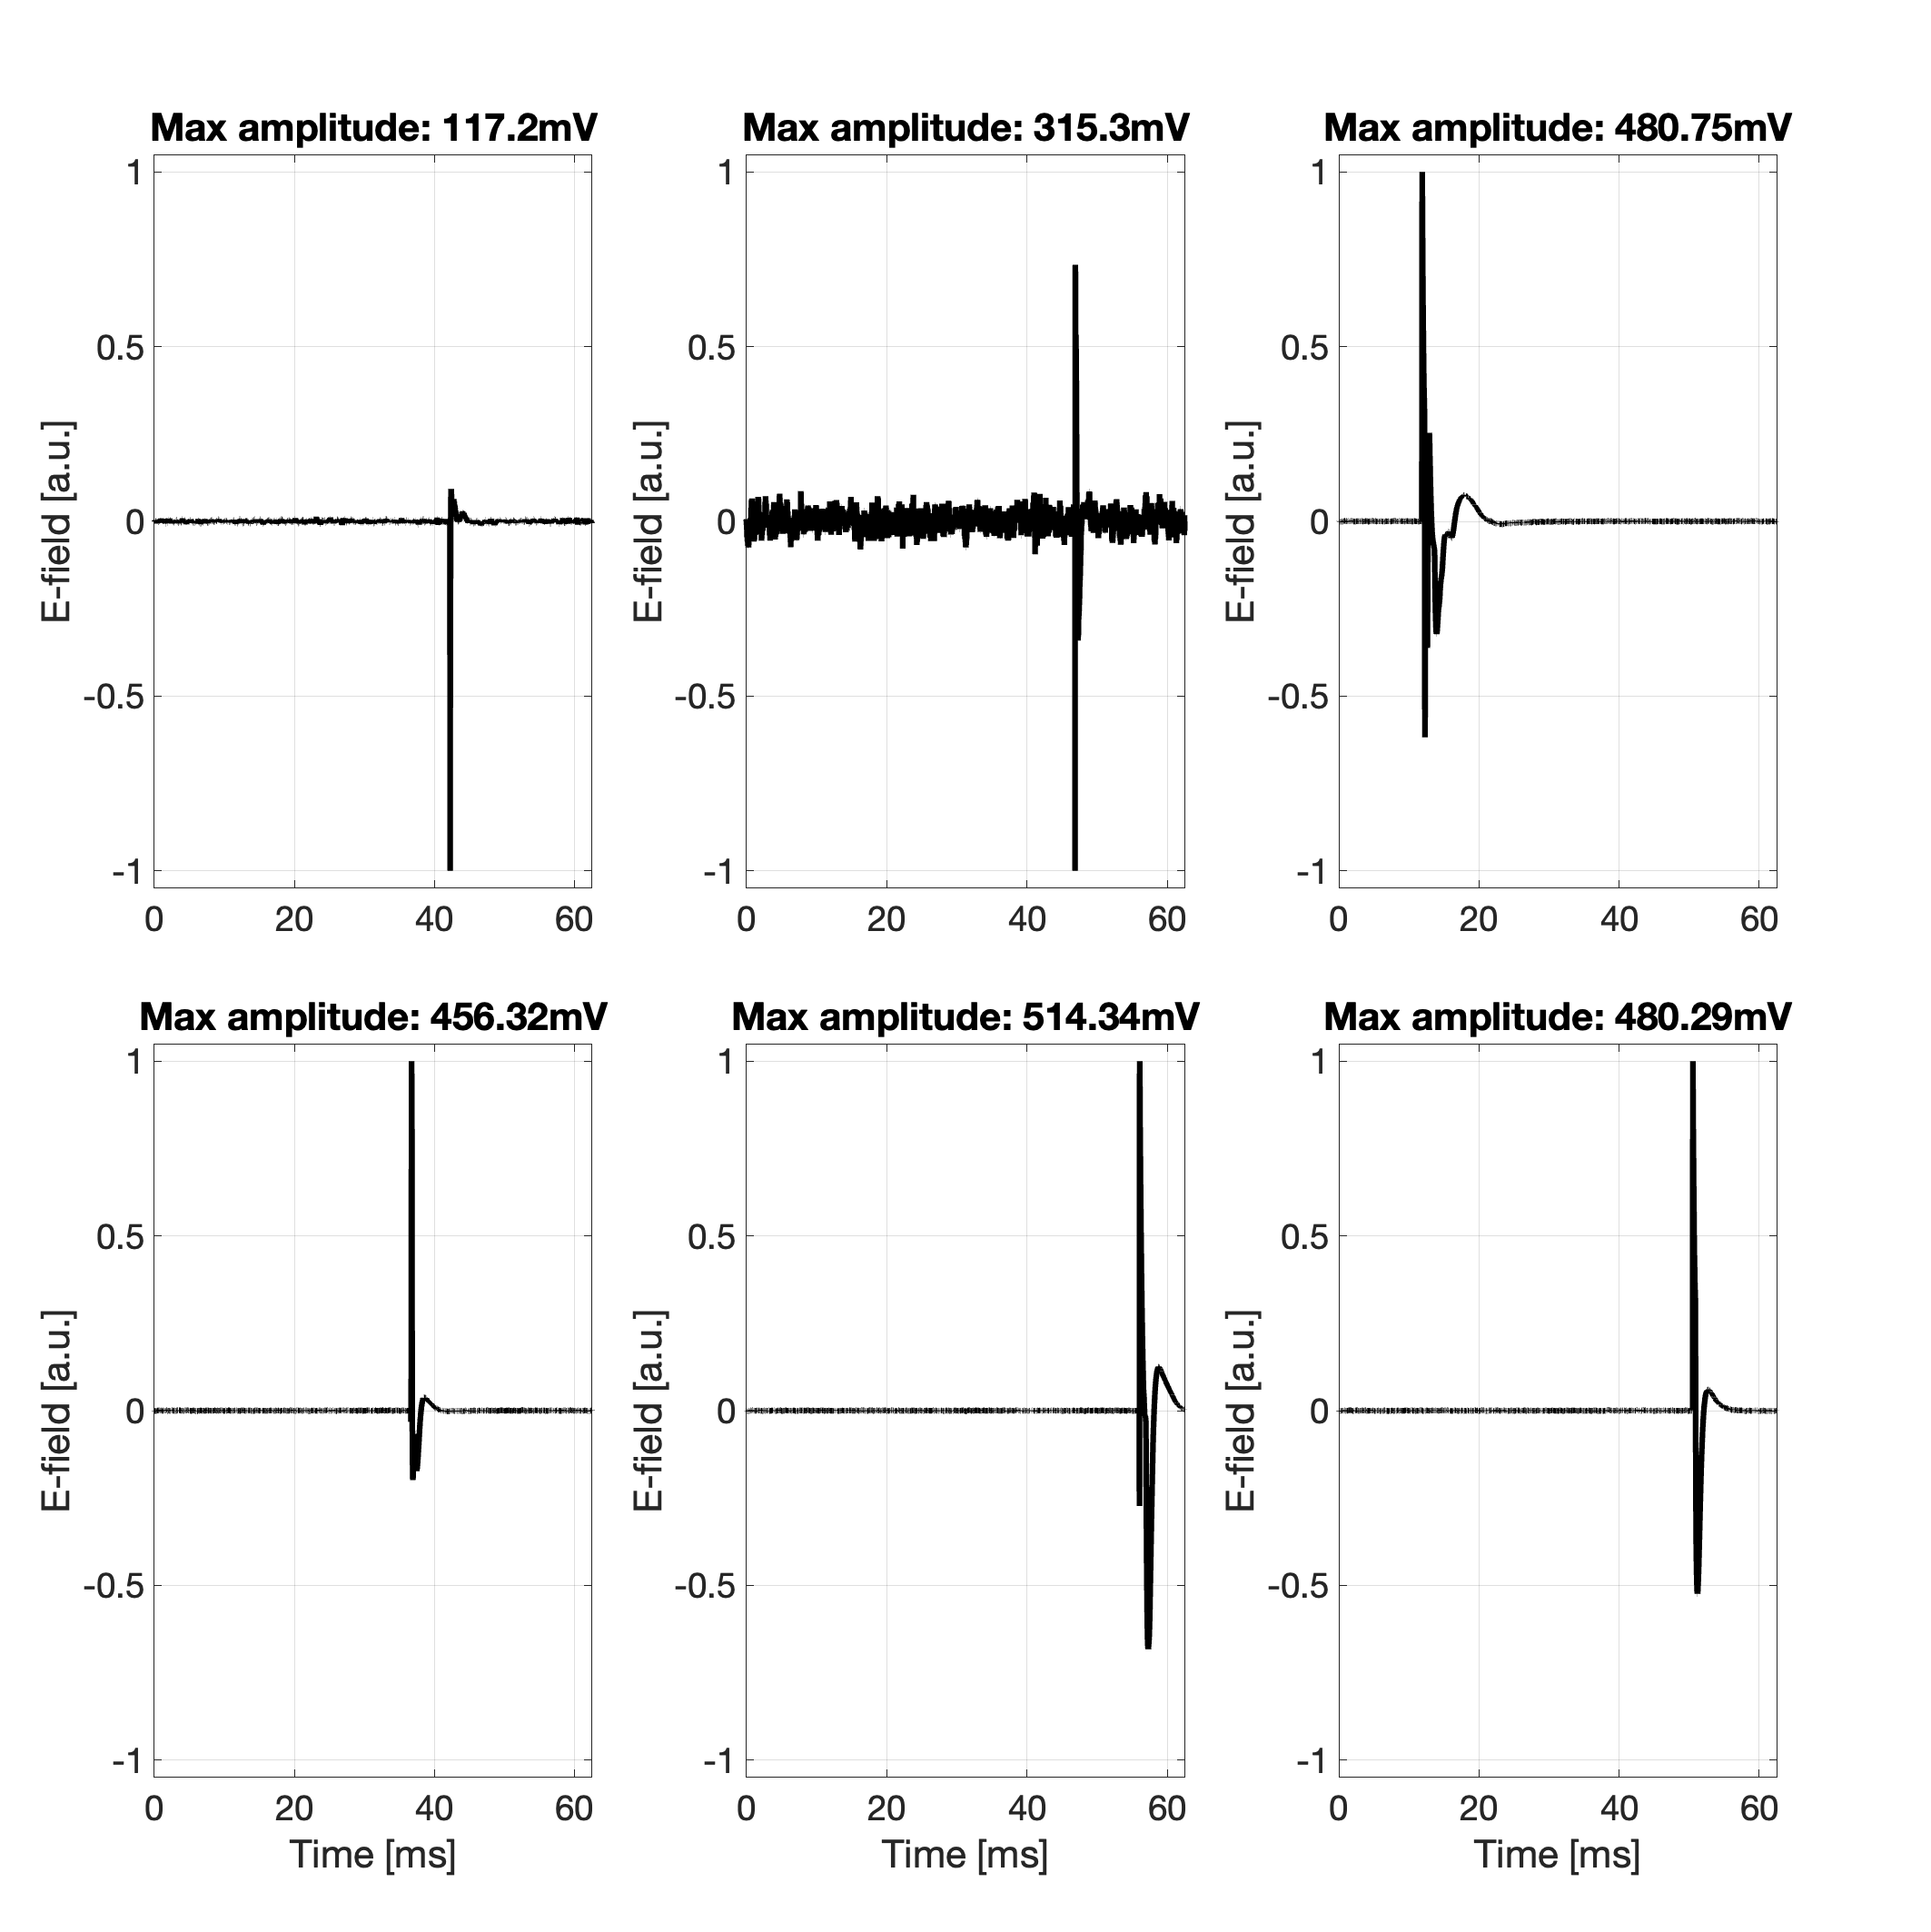 Max amplitude: 117.2mV
1
0.5
0
-0.5
-1
0 20 40 60
E-field [a.u.]
Max amplitude: 315.3mV
1
0.5
0
-0.5
-1
0 20 40 60
E-field [a.u.]
Max amplitude: 480.75mV
1
0.5
0
-0.5
-1
0 20 40 60
E-field [a.u.]
Max amplitude: 456.32mV
1
0.5
0
-0.5
-1
0 20 40 60
E-field [a.u.]
Time [ms]
Max amplitude: 514.34mV
1
0.5
0
-0.5
-1
0 20 40 60
E-field [a.u.]
Time [ms]
Max amplitude: 480.29mV
1
0.5
0
-0.5
-1
0 20 40 60
E-field [a.u.]
Time [ms]